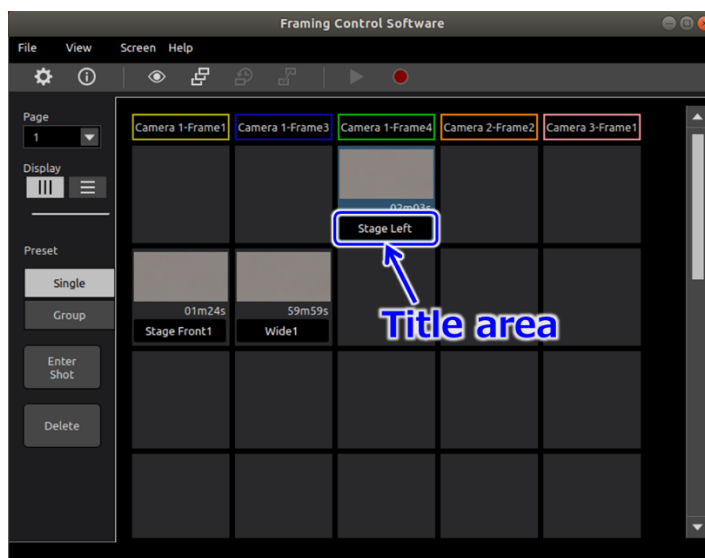 Framing Control Software
File View Screen Help
Page
1
Display
Preset
Single
Group
Enter
Shot
Delete
Camera 1-Frame1 Camera 1-Frame3 Camera 1-Frame4 Camera 2-Frame2 Camera 3-Frame1
02m03s
Stage Left
01m24s 59m59s
Stage Front1 Wide1
Title area